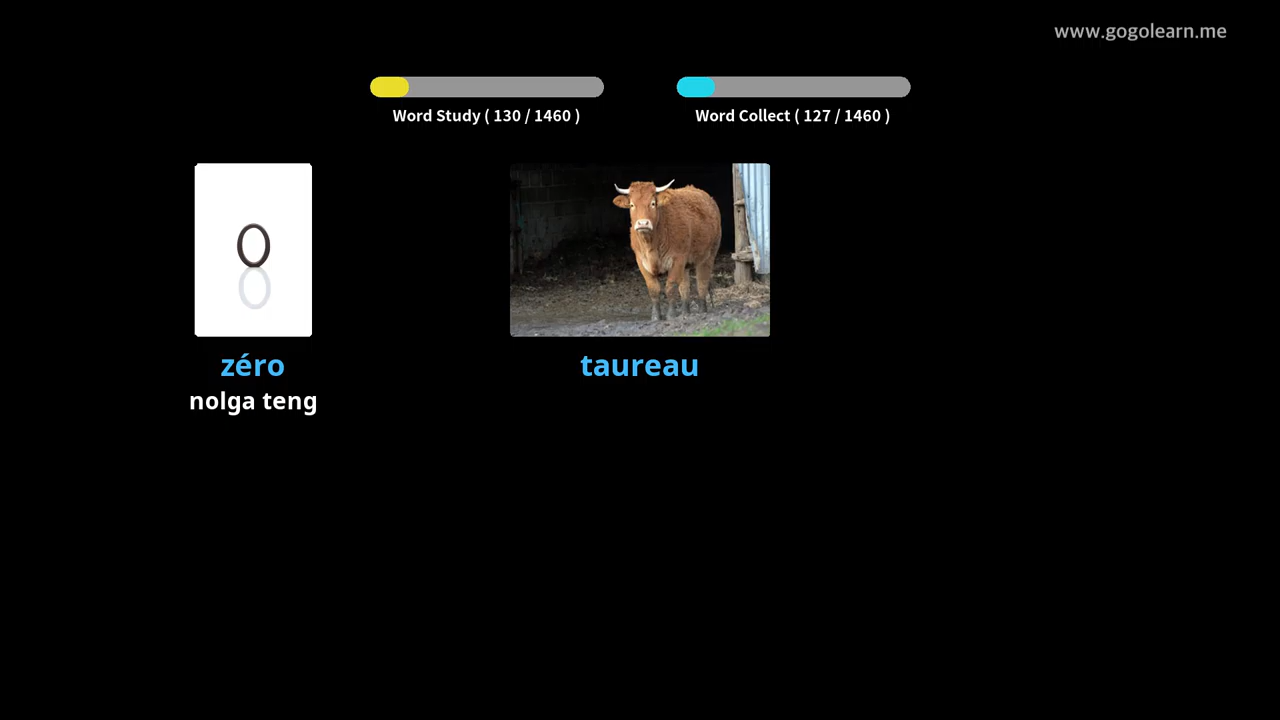 www.gogolearn.me
Word Study ( 130 / 1460 )
Word Collect ( 127 / 1460 )
0
zéro
nolga teng
taureau